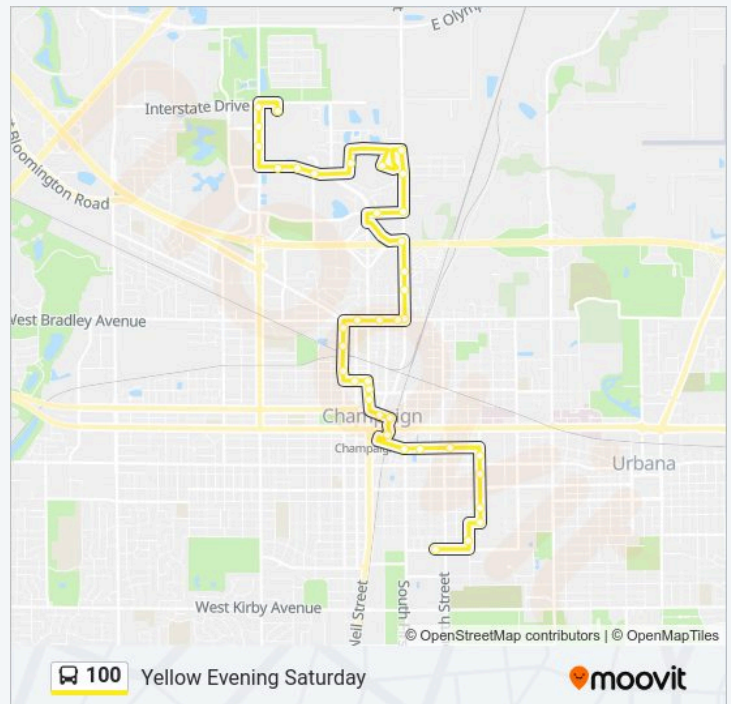 E Olymp
Interstate Drive
Bloomington Road
West Bradley Avenue
Champaign
Champaign
Urbana
West Kirby Avenue
Neil Street
South
th Street
© OpenStreetMap contributors | © OpenMapTiles
100
Yellow Evening Saturday
moovit